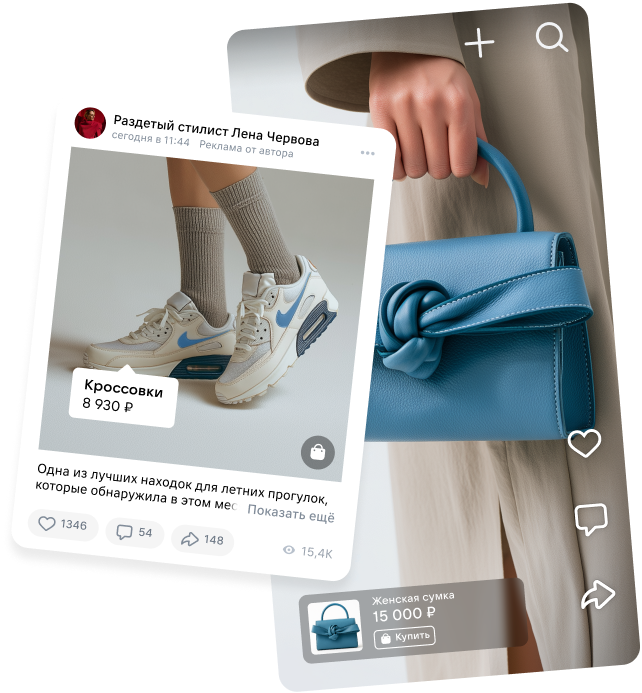 Раздетый стилист Лена Червова
сегодня в 11:44 Реклама от автора
Кроссовки
8 930 ₽
Одна из лучших находок для летних прогулок,
которые обнаружила в этом мес Показать ещё
1346 54 148 15,4K
Женская сумка
15 000 ₽
Купить